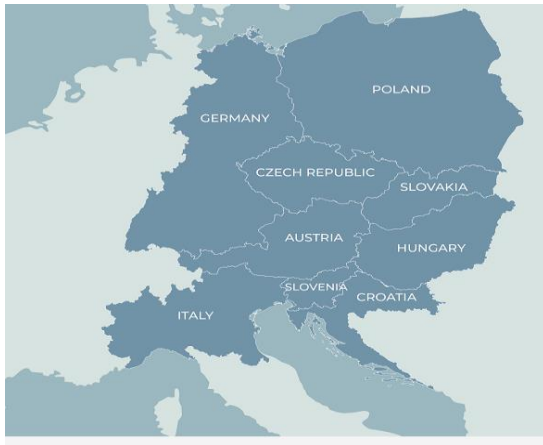 POLAND
GERMANY
CZECH REPUBLIC
SLOVAKIA
AUSTRIA
HUNGARY
SLOVENIA
CROATIA
ITALY